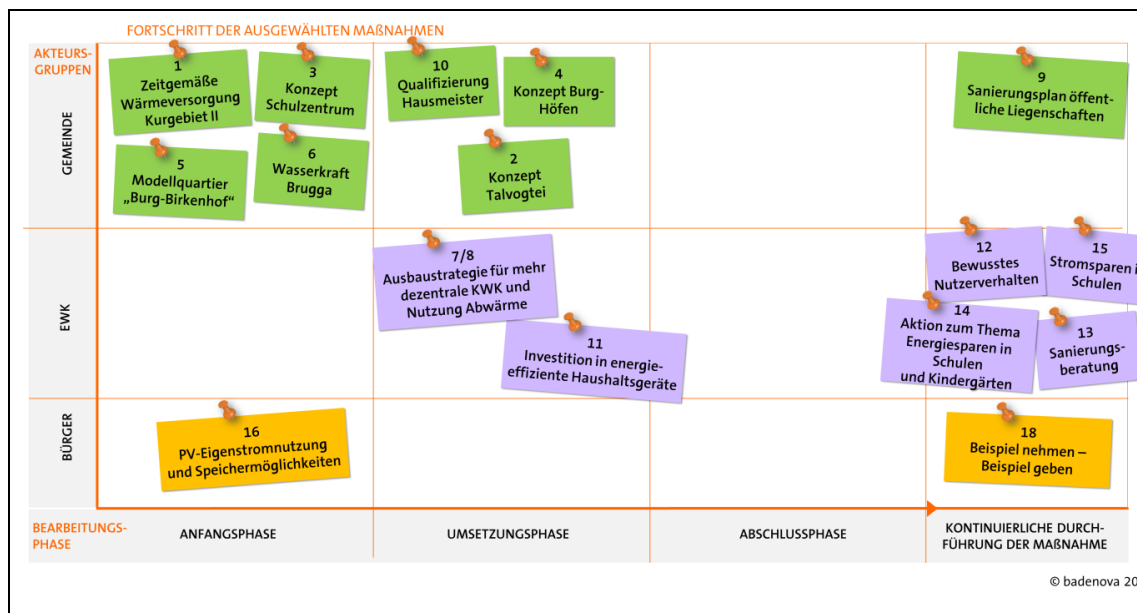 FORTSCHRITT DER AUSGEWÄHLTEN MAßNAHMEN
AKTEURS-
GRUPPEN
GEMEINDE
1
Zeitgemäße
Wärmeversorgung
Kurgebiet II
3
Konzept
Schulzentrum
5
Modellquartier
„Burg-Birkenhof“
6
Wasserkraft
Brugga
10
Qualifizierung
Hausmeister
4
Konzept Burg-
Höfen
2
Konzept
Talvogtei
9
Sanierungsplan öffent-
liche Liegenschaften
EWK
7/8
Ausbaustrategie für mehr
dezentrale KWK und
Nutzung Abwärme
11
Investition in energie-
effiziente Haushaltsgeräte
12
Bewusstes
Nutzerverhalten
15
Stromsparen i
Schulen
14
Aktion zum Thema
Energiesparen in
Schulen
und Kindergärten
13
Sanierungs-
beratung
BÜRGER
16
PV-Eigenstromnutzung
und Speichermöglichkeiten
18
Beispiel nehmen –
Beispiel geben
BEARBEITUNGS-
PHASE
ANFANGSPHASE
UMSETZUNGSPHASE
ABSCHLUSSPHASE
KONTINUIERLICHE DURCH-
FÜHRUNG DER MAßNAHME
© badenova 20